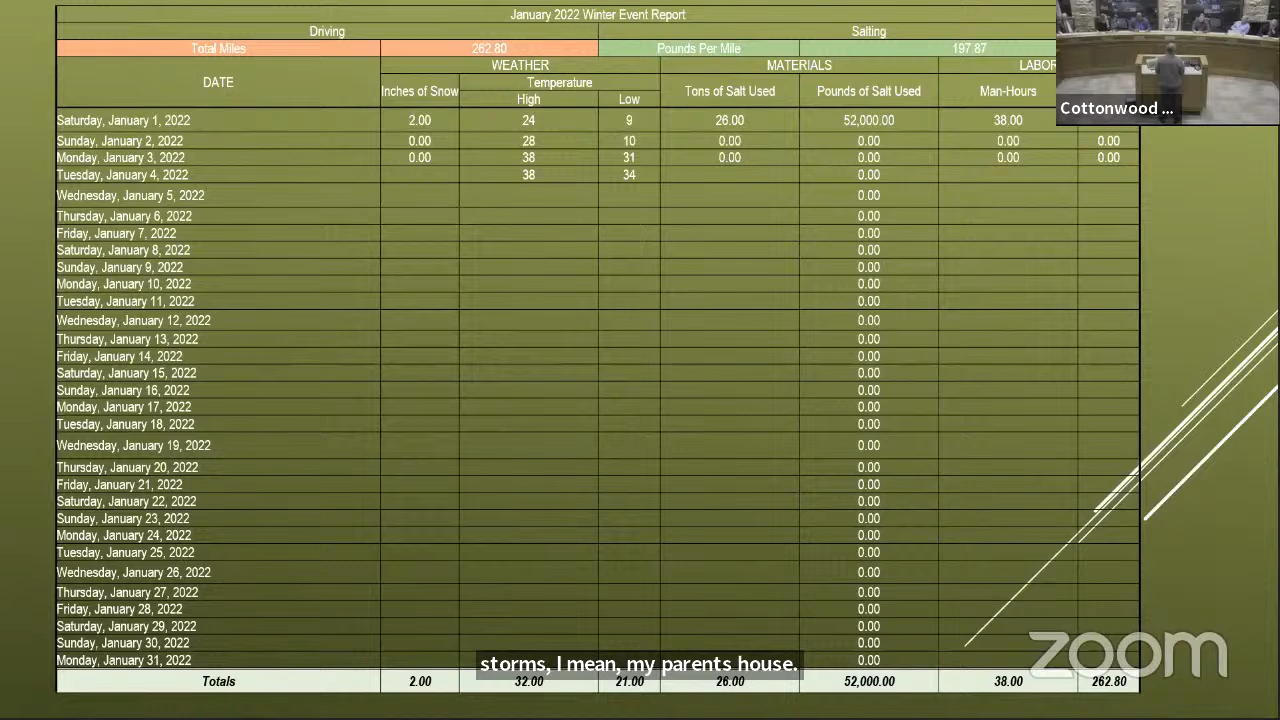 January 2022 Winter Event Report
Driving Salting
Total Miles 262.80 Pounds Per Mile 197.87
WEATHER MATERIALS LABOR
DATE Inches of Snow Temperature Tons of Salt Used Pounds of Salt Used Man-Hours
High Low
Saturday, January 1, 2022 2.00 24 9 26.00 52,000.00 38.00
Sunday, January 2, 2022 0.00 28 10 0.00 0.00 0.00 0.00
Monday, January 3, 2022 0.00 38 31 0.00 0.00 0.00 0.00
Tuesday, January 4, 2022 38 34 0.00
Wednesday, January 5, 2022 0.00
Thursday, January 6, 2022 0.00
Friday, January 7, 2022 0.00
Saturday, January 8, 2022 0.00
Sunday, January 9, 2022 0.00
Monday, January 10, 2022 0.00
Tuesday, January 11, 2022 0.00
Wednesday, January 12, 2022 0.00
Thursday, January 13, 2022 0.00
Friday, January 14, 2022 0.00
Saturday, January 15, 2022 0.00
Sunday, January 16, 2022 0.00
Monday, January 17, 2022 0.00
Tuesday, January 18, 2022 0.00
Wednesday, January 19, 2022 0.00
Thursday, January 20, 2022 0.00
Friday, January 21, 2022 0.00
Saturday, January 22, 2022 0.00
Sunday, January 23, 2022 0.00
Monday, January 24, 2022 0.00
Tuesday, January 25, 2022 0.00
Wednesday, January 26, 2022 0.00
Thursday, January 27, 2022 0.00
Friday, January 28, 2022 0.00
Saturday, January 29, 2022 0.00
Sunday, January 30, 2022 0.00
Monday, January 31, 2022 0.00
Totals 2.00 32.00 21.00 26.00 52,000.00 38.00 262.80
Cottonwood ...
storms, I mean, my parents house.
zoom